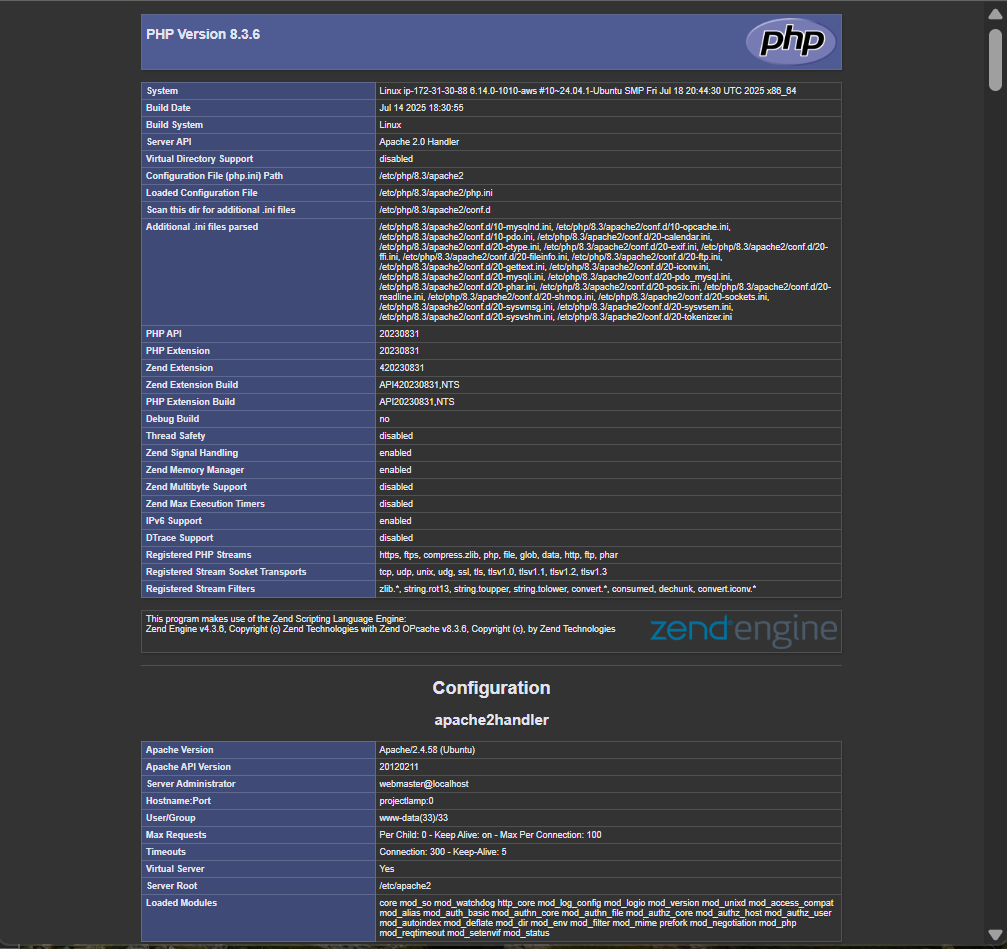 PHP Version 8.3.6
php
System Linux ip-172-31-30-88 6.14.0-1010-aws #10~24.04.1-Ubuntu SMP Fri Jul 18 20:44:30 UTC 2025 x86_64
Build Date Jul 14 2025 18:30:55
Build System Linux
Server API Apache 2.0 Handler
Virtual Directory Support disabled
Configuration File (php.ini) Path /etc/php/8.3/apache2
Loaded Configuration File /etc/php/8.3/apache2/php.ini
Scan this dir for additional .ini files /etc/php/8.3/apache2/conf.d
Additional .ini files parsed /etc/php/8.3/apache2/conf.d/10-mysqlnd.ini, /etc/php/8.3/apache2/conf.d/10-opcache.ini,
/etc/php/8.3/apache2/conf.d/10-pdo.ini, /etc/php/8.3/apache2/conf.d/20-calendar.ini,
/etc/php/8.3/apache2/conf.d/20-ctype.ini, /etc/php/8.3/apache2/conf.d/20-exif.ini, /etc/php/8.3/apache2/conf.d/20-
ffi.ini, /etc/php/8.3/apache2/conf.d/20-fileinfo.ini, /etc/php/8.3/apache2/conf.d/20-ftp.ini,
/etc/php/8.3/apache2/conf.d/20-gettext.ini, /etc/php/8.3/apache2/conf.d/20-iconv.ini,
/etc/php/8.3/apache2/conf.d/20-mysqli.ini, /etc/php/8.3/apache2/conf.d/20-pdo_mysql.ini,
/etc/php/8.3/apache2/conf.d/20-phar.ini, /etc/php/8.3/apache2/conf.d/20-posix.ini, /etc/php/8.3/apache2/conf.d/20-
readline.ini, /etc/php/8.3/apache2/conf.d/20-shmop.ini, /etc/php/8.3/apache2/conf.d/20-sockets.ini,
/etc/php/8.3/apache2/conf.d/20-sysvmsg.ini, /etc/php/8.3/apache2/conf.d/20-sysvsem.ini,
/etc/php/8.3/apache2/conf.d/20-sysvshm.ini, /etc/php/8.3/apache2/conf.d/20-tokenizer.ini
PHP API 20230831
PHP Extension 20230831
Zend Extension 420230831
Zend Extension Build API420230831,NTS
PHP Extension Build API20230831,NTS
Debug Build no
Thread Safety disabled
Zend Signal Handling enabled
Zend Memory Manager enabled
Zend Multibyte Support disabled
Zend Max Execution Timers disabled
IPv6 Support enabled
DTrace Support disabled
Registered PHP Streams https, ftps, compress.zlib, php, file, glob, data, http, ftp, phar
Registered Stream Socket Transports tcp, udp, unix, udg, ssl, tls, tlsv1.0, tlsv1.1, tlsv1.2, tlsv1.3
Registered Stream Filters zlib.*, string.rot13, string.toupper, string.tolower, convert.*, consumed, dechunk, convert.iconv.*
This program makes use of the Zend Scripting Language Engine:
Zend Engine v4.3.6, Copyright (c) Zend Technologies with Zend OPcache v8.3.6, Copyright (c), by Zend Technologies
zend engine
Configuration
apache2handler
Apache Version Apache/2.4.58 (Ubuntu)
Apache API Version 20120211
Server Administrator webmaster@localhost
Hostname:Port projectlamp:0
User/Group www-data(33)/33
Max Requests Per Child: 0 - Keep Alive: on - Max Per Connection: 100
Timeouts Connection: 300 - Keep-Alive: 5
Virtual Server Yes
Server Root /etc/apache2
Loaded Modules core mod_so mod_watchdog http_core mod_log_config mod_logio mod_version mod_unixd mod_access_compat
mod_alias mod_auth_basic mod_authn_core mod_authn_file mod_authz_core mod_authz_host mod_authz_user
mod_autoindex mod_deflate mod_dir mod_env mod_filter mod_mime prefork mod_negotiation mod_php
mod_reqtimeout mod_setenvif mod_status